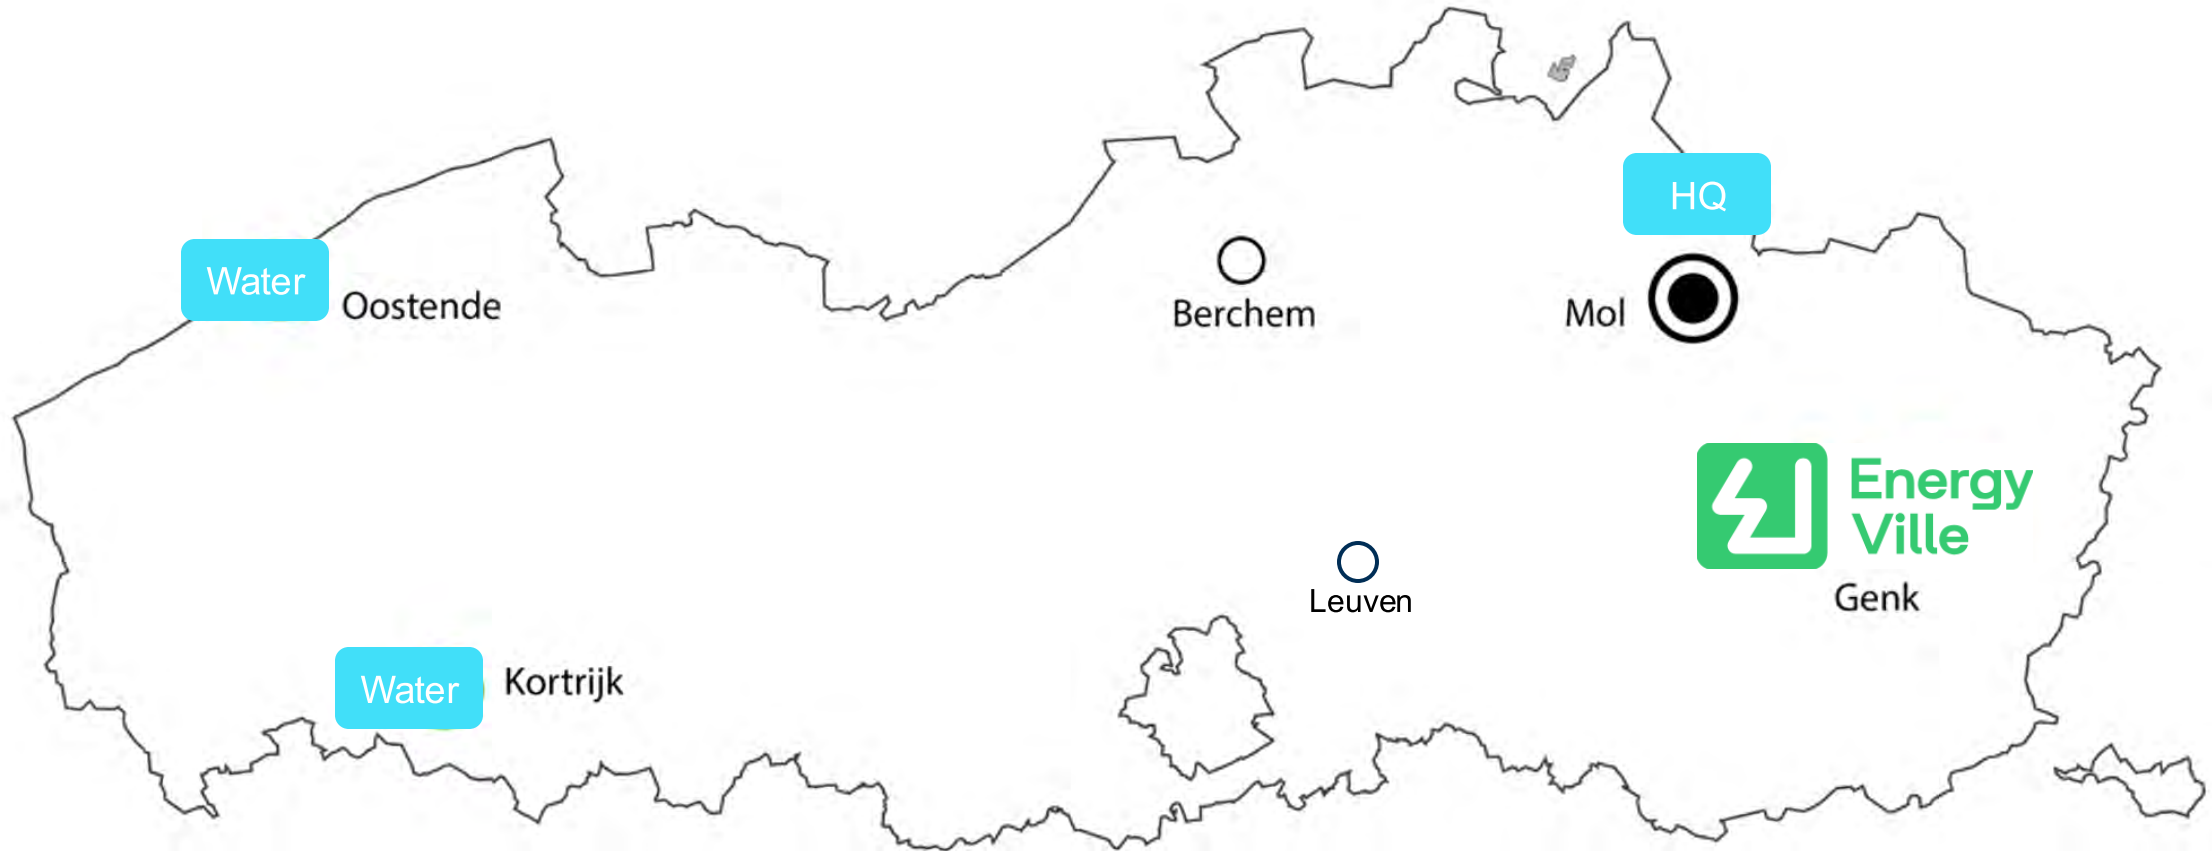 HQ
Water
Oostende
Berchem
Mol
Energy
Ville
Leuven
Genk
Water
Kortrijk